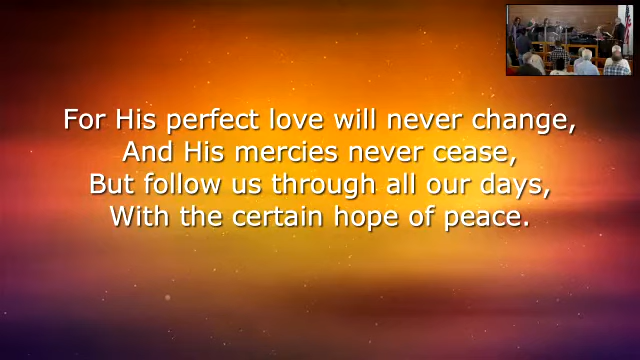 For His perfect love will never change,
And His mercies never cease,
But follow us through all our days,
With the certain hope of peace.